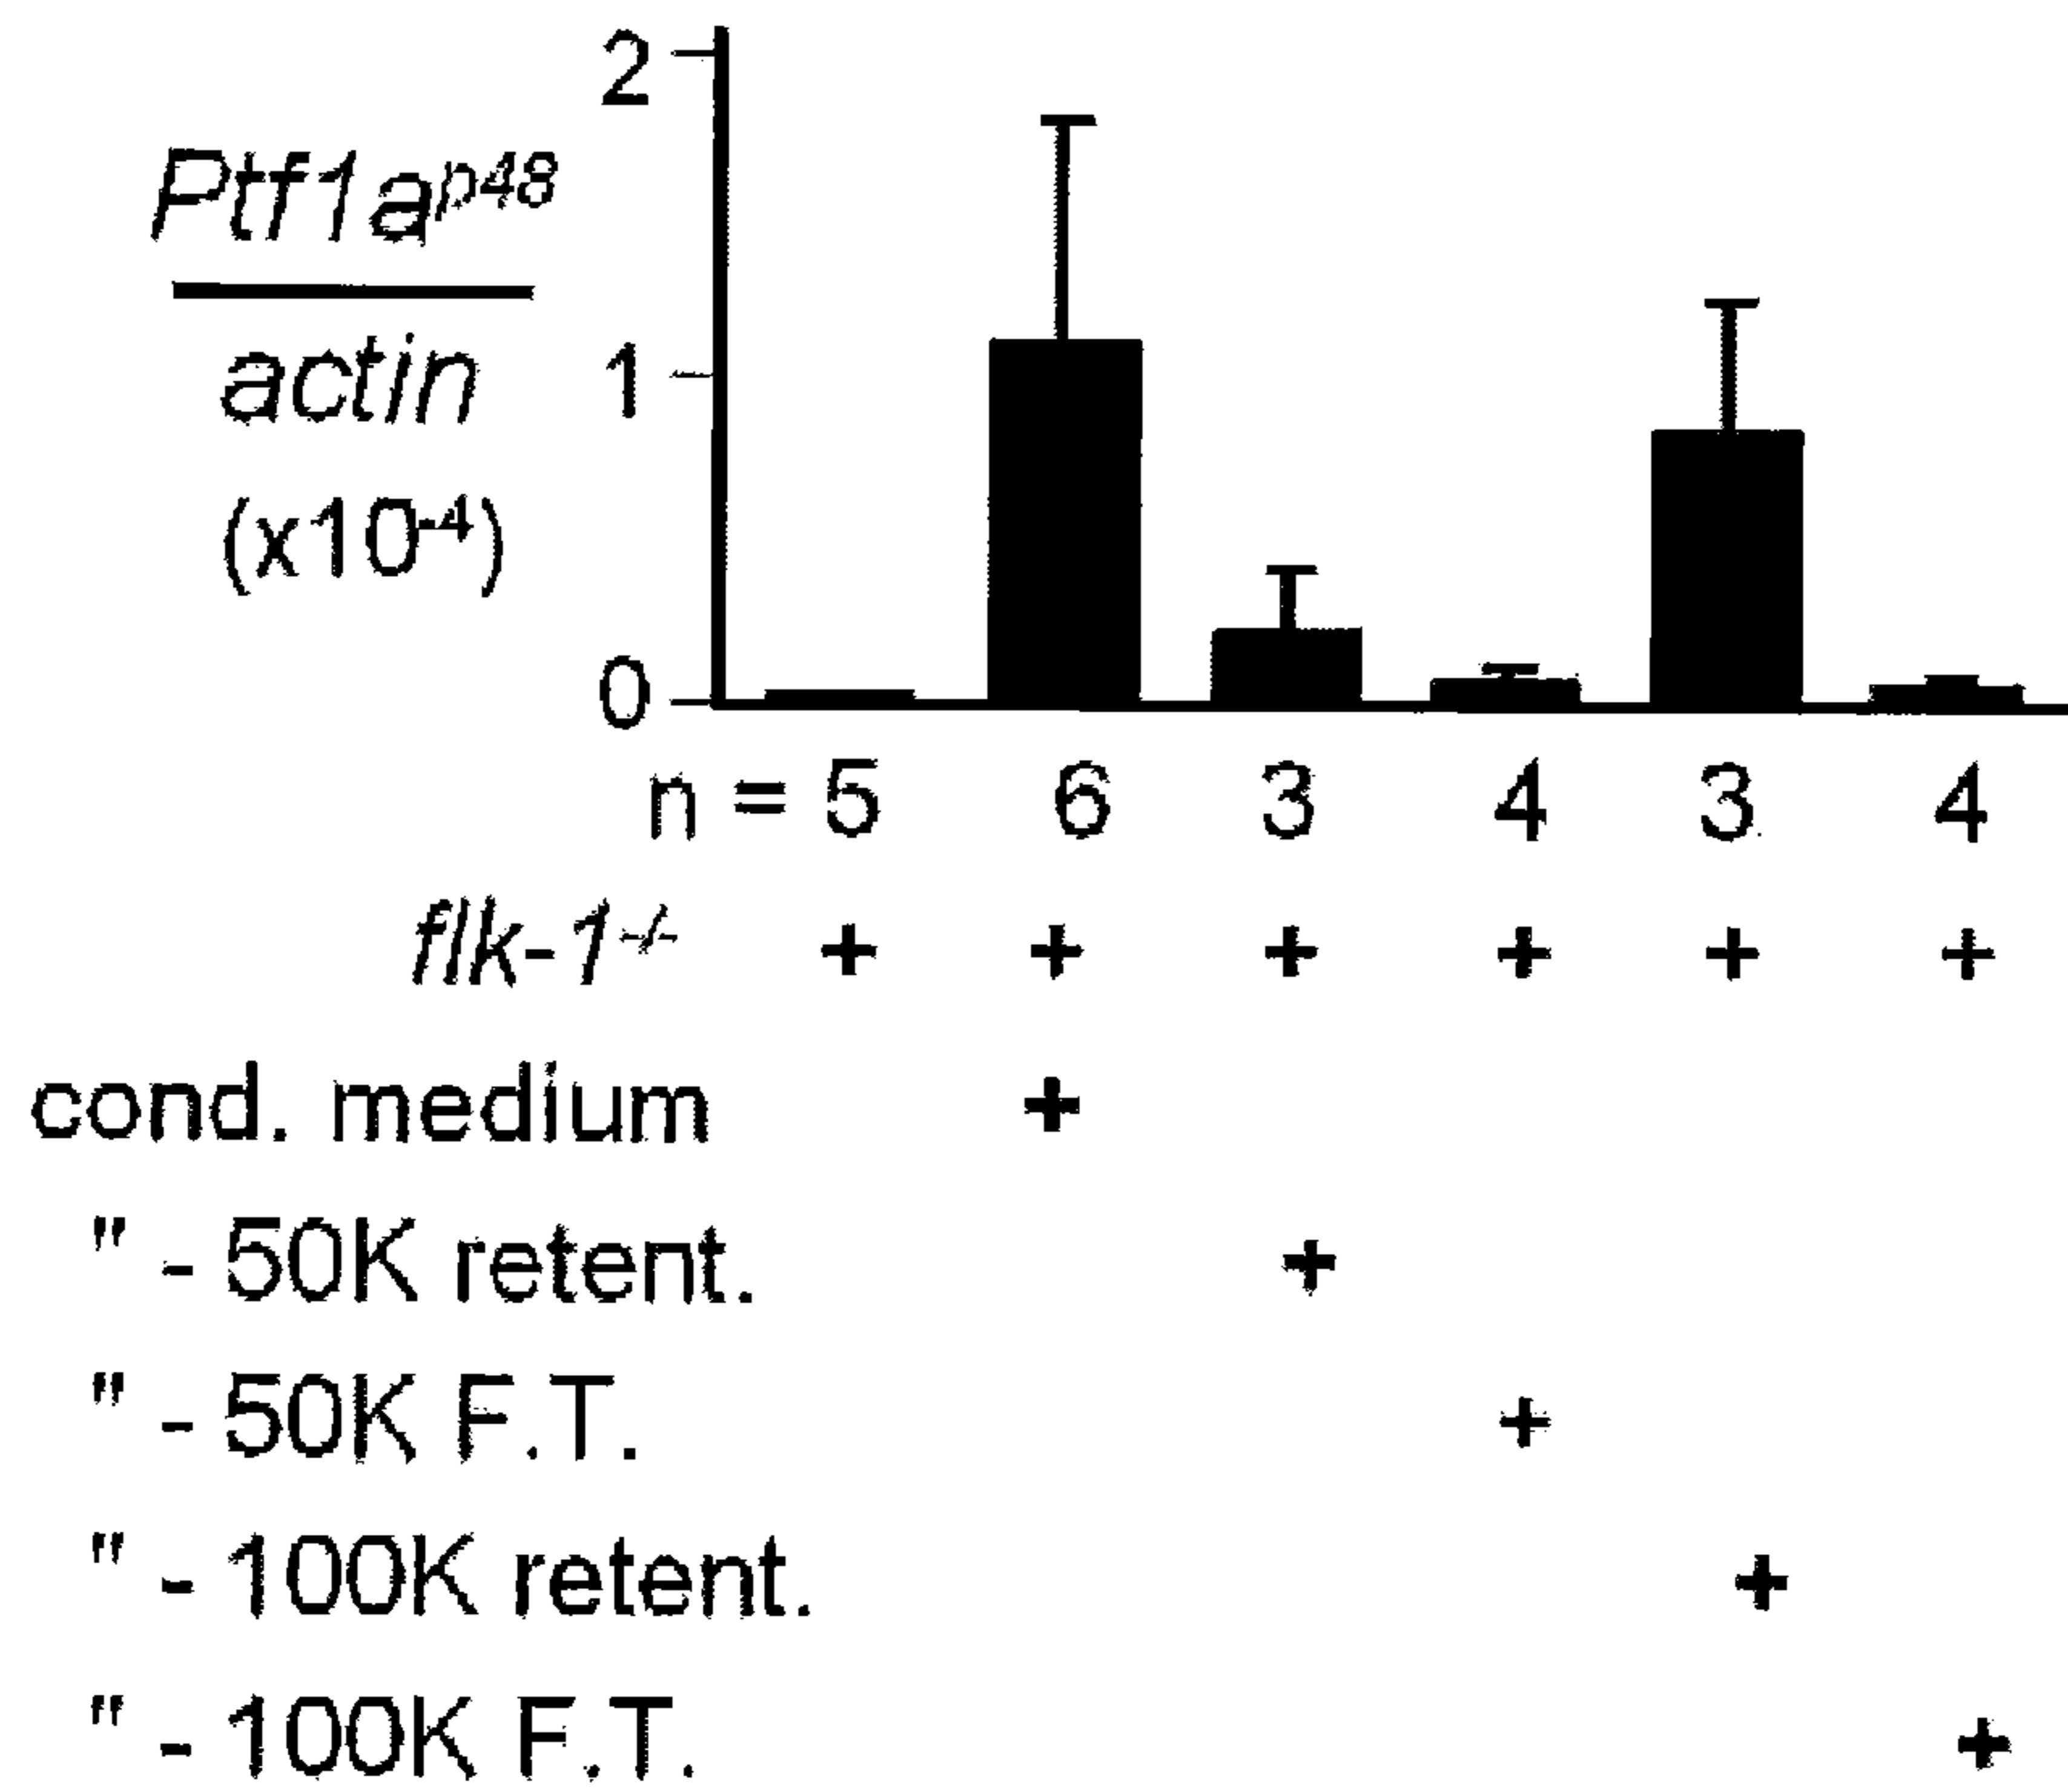 2
Ptf1a^p48
actin
1
(x10^-4)
0
n = 5 6 3 4 3 4
flk-1^-/- + + + + + +
cond. medium +
" - 50K retent. +
" - 50K F.T. +
" - 100K retent. +
" - 100K F.T. +